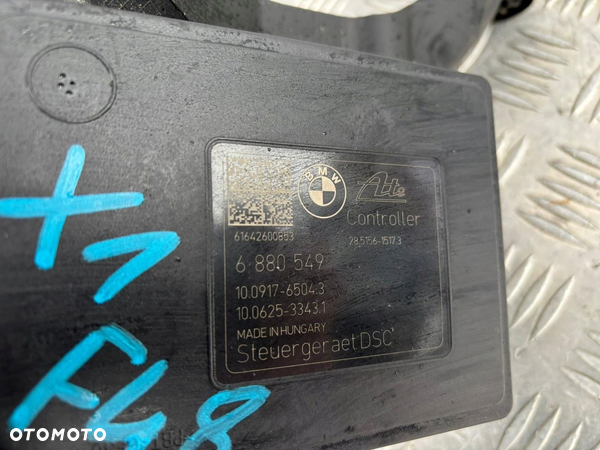 BMW
Ate
Controller
61642600853
28.5156-1517.3
6 880 549
10.0917-6504.3
10.0625-3343.1
MADE IN HUNGARY
Steuergeraet DSC
X1
F48
OTOMOTO